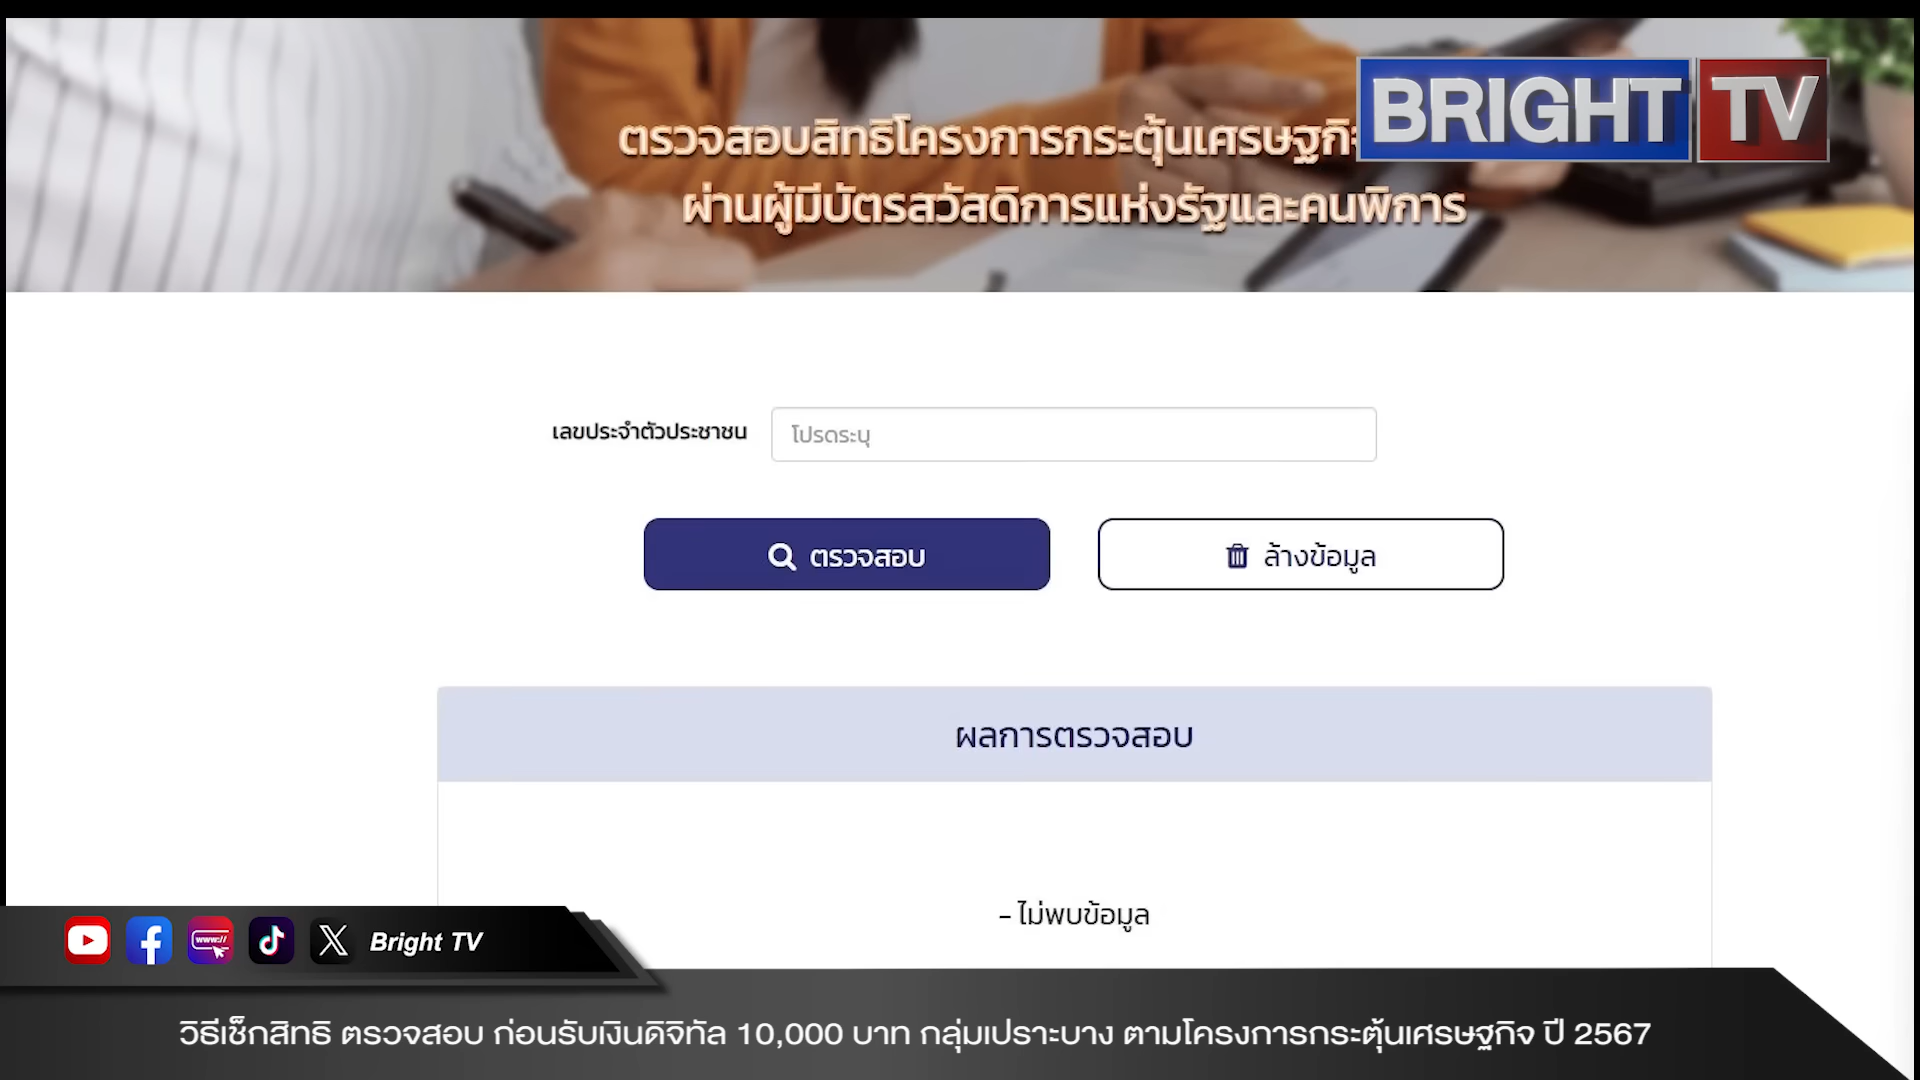 ตรวจสอบสิทธิโครงการกระตุ้นเศรษฐกิจ
BRIGHT TV
ผ่านผู้มีบัตรสวัสดิการแห่งรัฐและคนพิการ
เลขประจำตัวประชาชน โปรดระบุ
ตรวจสอบ ล้างข้อมูล
ผลการตรวจสอบ
- ไม่พบข้อมูล
www:// Bright TV
วิธีเช็กสิทธิ ตรวจสอบ ก่อนรับเงินดิจิทัล 10,000 บาท กลุ่มเปราะบาง ตามโครงการกระตุ้นเศรษฐกิจ ปี 2567